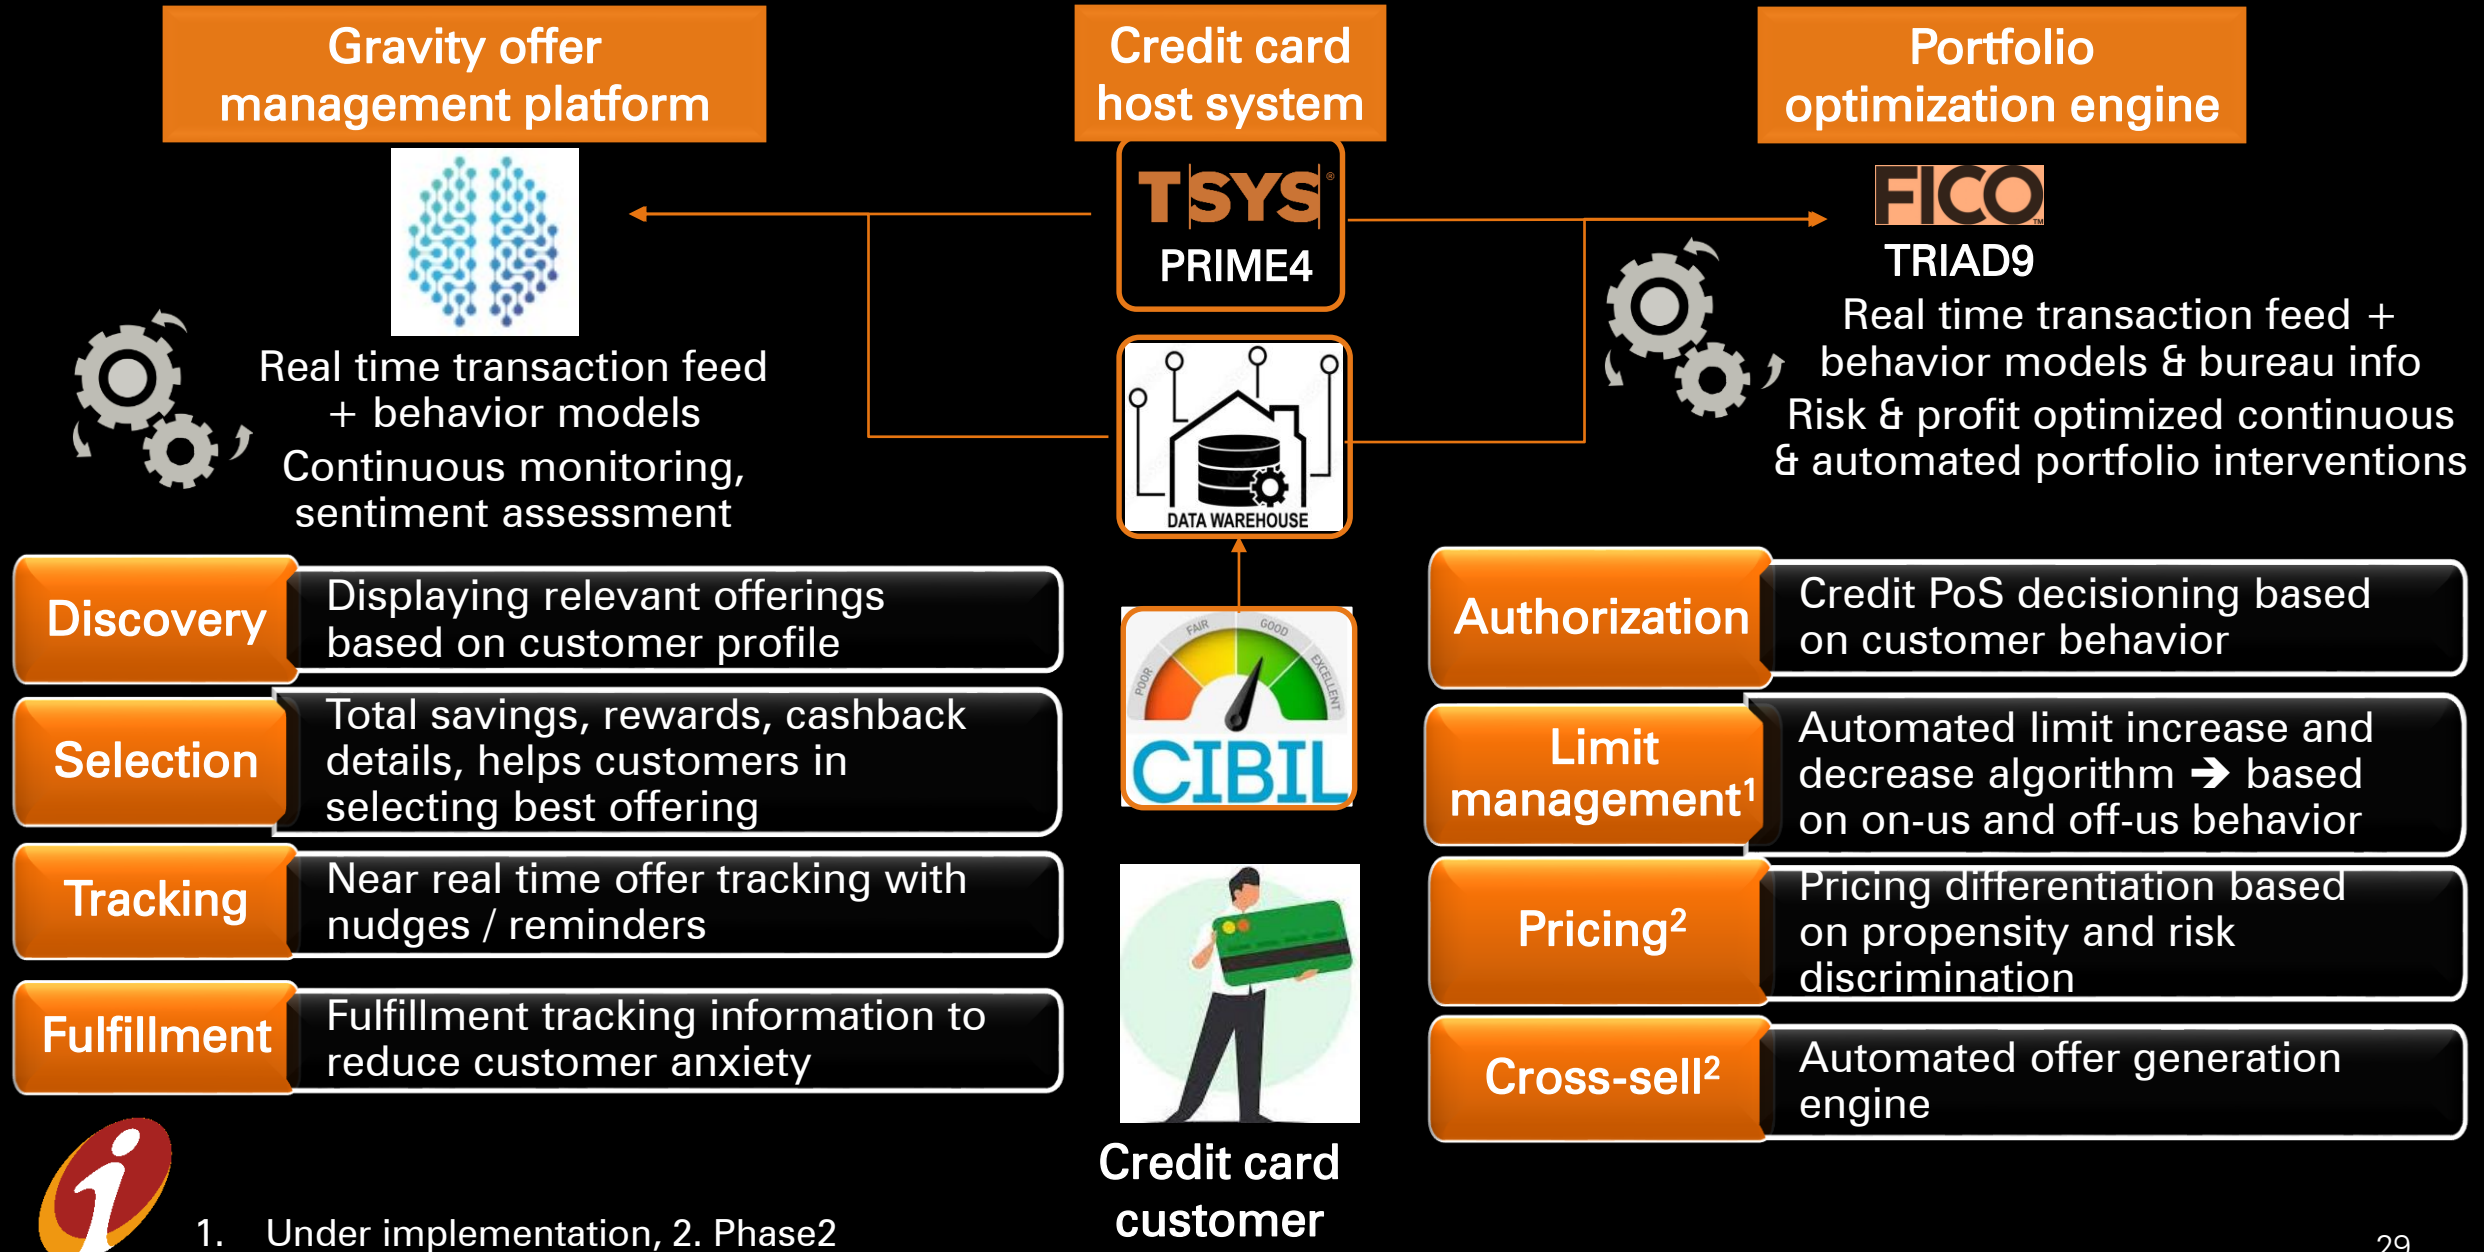 Gravity offer
management platform
Credit card
host system
Portfolio
optimization engine
TSYS®
PRIME4
FICO™
TRIAD9
Real time transaction feed
+ behavior models
Continuous monitoring,
sentiment assessment
Real time transaction feed +
behavior models & bureau info
Risk & profit optimized continuous
& automated portfolio interventions
DATA WAREHOUSE
POOR
FAIR
GOOD
EXCELLENT
CIBIL
Discovery
Displaying relevant offerings
based on customer profile
Selection
Total savings, rewards, cashback
details, helps customers in
selecting best offering
Tracking
Near real time offer tracking with
nudges / reminders
Fulfillment
Fulfillment tracking information to
reduce customer anxiety
Authorization
Credit PoS decisioning based
on customer behavior
Limit
management¹
Automated limit increase and
decrease algorithm ➔ based
on on-us and off-us behavior
Pricing²
Pricing differentiation based
on propensity and risk
discrimination
Cross-sell²
Automated offer generation
engine
Credit card
customer
1. Under implementation, 2. Phase2
29